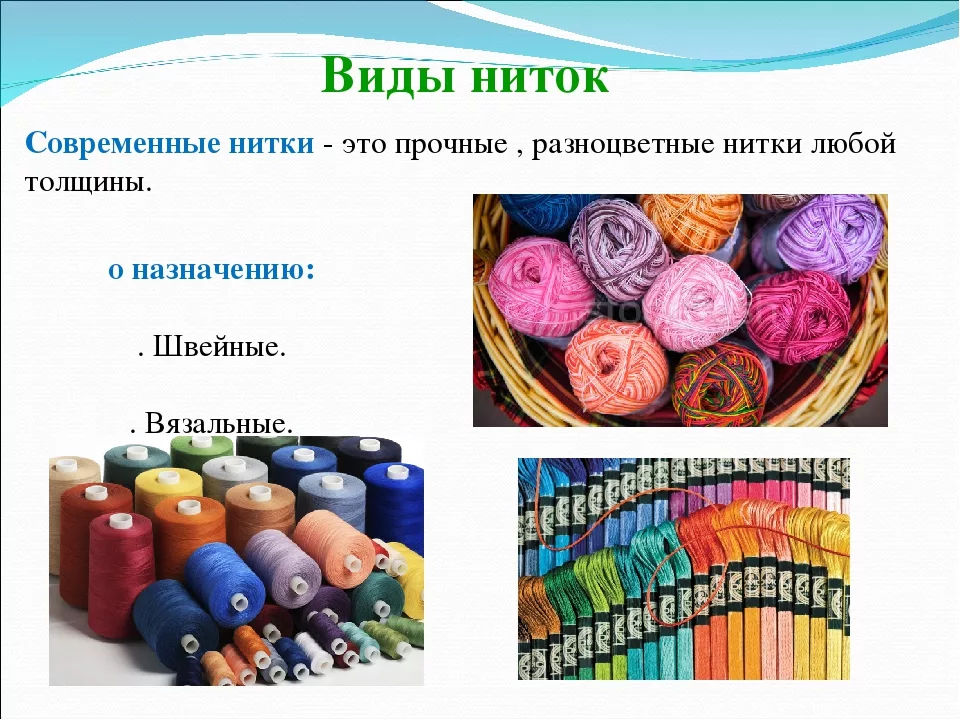 Виды ниток
Современные нитки - это прочные , разноцветные нитки любой
толщины.
о назначению:
. Швейные.
. Вязальные.